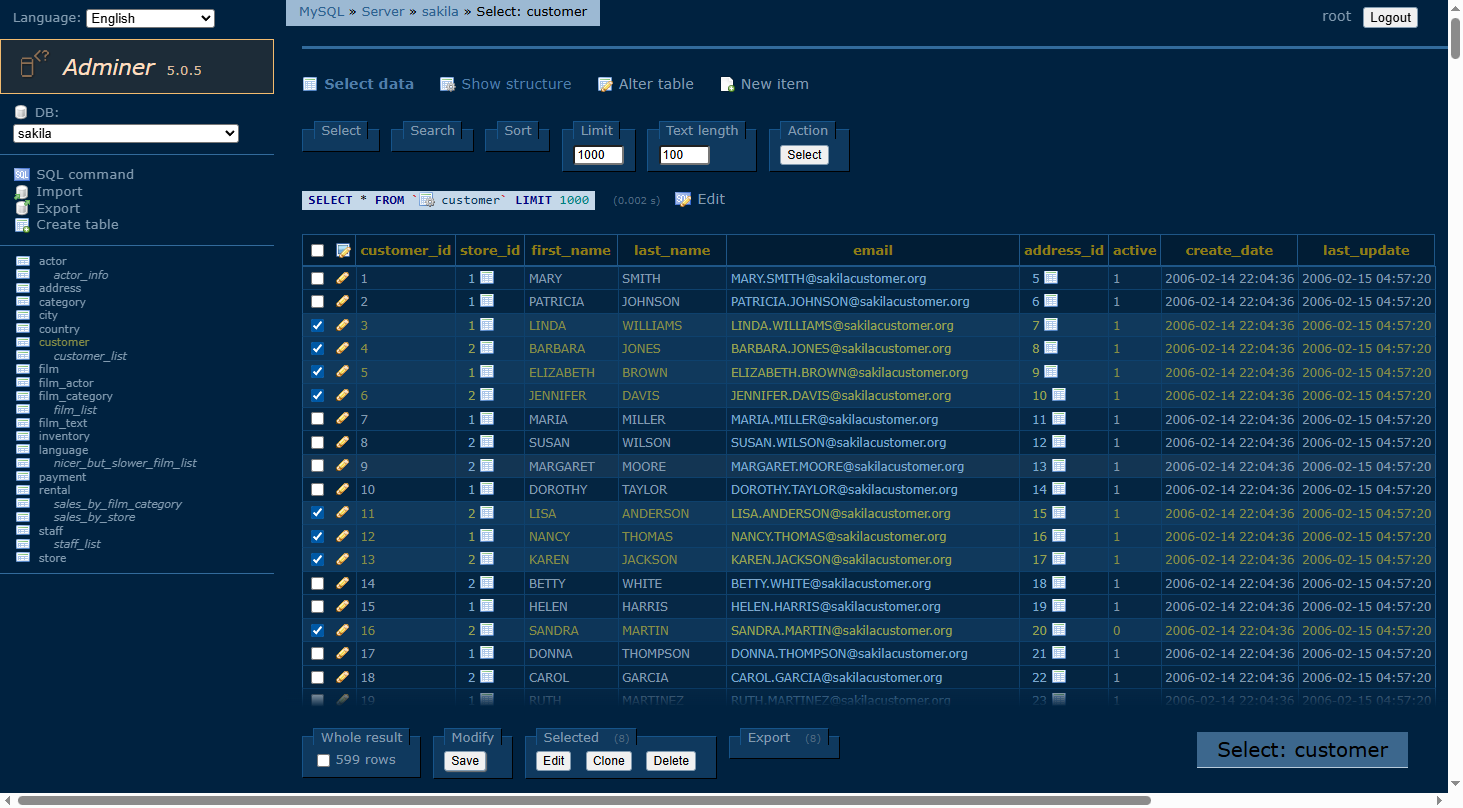 Language: English
MySQL » Server » sakila » Select: customer
root Logout
Adminer 5.0.5
DB:
sakila
SQL command
Import
Export
Create table
actor
actor_info
address
category
city
country
customer
customer_list
film
film_actor
film_category
film_list
film_text
inventory
language
nicer_but_slower_film_list
payment
rental
sales_by_film_category
sales_by_store
staff
staff_list
store
Select data Show structure Alter table New item
Select Search Sort Limit Text length Action
1000 100 Select
SELECT * FROM `customer` LIMIT 1000 (0.002 s) SQL Edit
customer_id store_id first_name last_name email address_id active create_date last_update
1 1 MARY SMITH MARY.SMITH@sakilacustomer.org 5 1 2006-02-14 22:04:36 2006-02-15 04:57:20
2 1 PATRICIA JOHNSON PATRICIA.JOHNSON@sakilacustomer.org 6 1 2006-02-14 22:04:36 2006-02-15 04:57:20
3 1 LINDA WILLIAMS LINDA.WILLIAMS@sakilacustomer.org 7 1 2006-02-14 22:04:36 2006-02-15 04:57:20
4 2 BARBARA JONES BARBARA.JONES@sakilacustomer.org 8 1 2006-02-14 22:04:36 2006-02-15 04:57:20
5 1 ELIZABETH BROWN ELIZABETH.BROWN@sakilacustomer.org 9 1 2006-02-14 22:04:36 2006-02-15 04:57:20
6 2 JENNIFER DAVIS JENNIFER.DAVIS@sakilacustomer.org 10 1 2006-02-14 22:04:36 2006-02-15 04:57:20
7 1 MARIA MILLER MARIA.MILLER@sakilacustomer.org 11 1 2006-02-14 22:04:36 2006-02-15 04:57:20
8 2 SUSAN WILSON SUSAN.WILSON@sakilacustomer.org 12 1 2006-02-14 22:04:36 2006-02-15 04:57:20
9 2 MARGARET MOORE MARGARET.MOORE@sakilacustomer.org 13 1 2006-02-14 22:04:36 2006-02-15 04:57:20
10 1 DOROTHY TAYLOR DOROTHY.TAYLOR@sakilacustomer.org 14 1 2006-02-14 22:04:36 2006-02-15 04:57:20
11 2 LISA ANDERSON LISA.ANDERSON@sakilacustomer.org 15 1 2006-02-14 22:04:36 2006-02-15 04:57:20
12 1 NANCY THOMAS NANCY.THOMAS@sakilacustomer.org 16 1 2006-02-14 22:04:36 2006-02-15 04:57:20
13 2 KAREN JACKSON KAREN.JACKSON@sakilacustomer.org 17 1 2006-02-14 22:04:36 2006-02-15 04:57:20
14 2 BETTY WHITE BETTY.WHITE@sakilacustomer.org 18 1 2006-02-14 22:04:36 2006-02-15 04:57:20
15 1 HELEN HARRIS HELEN.HARRIS@sakilacustomer.org 19 1 2006-02-14 22:04:36 2006-02-15 04:57:20
16 2 SANDRA MARTIN SANDRA.MARTIN@sakilacustomer.org 20 0 2006-02-14 22:04:36 2006-02-15 04:57:20
17 1 DONNA THOMPSON DONNA.THOMPSON@sakilacustomer.org 21 1 2006-02-14 22:04:36 2006-02-15 04:57:20
18 2 CAROL GARCIA CAROL.GARCIA@sakilacustomer.org 22 1 2006-02-14 22:04:36 2006-02-15 04:57:20
19 1 RUTH MARTINEZ RUTH.MARTINEZ@sakilacustomer.org 23 1 2006-02-14 22:04:36 2006-02-15 04:57:20
Whole result Modify Selected (8) Export (8)
599 rows Save Edit Clone Delete
Select: customer